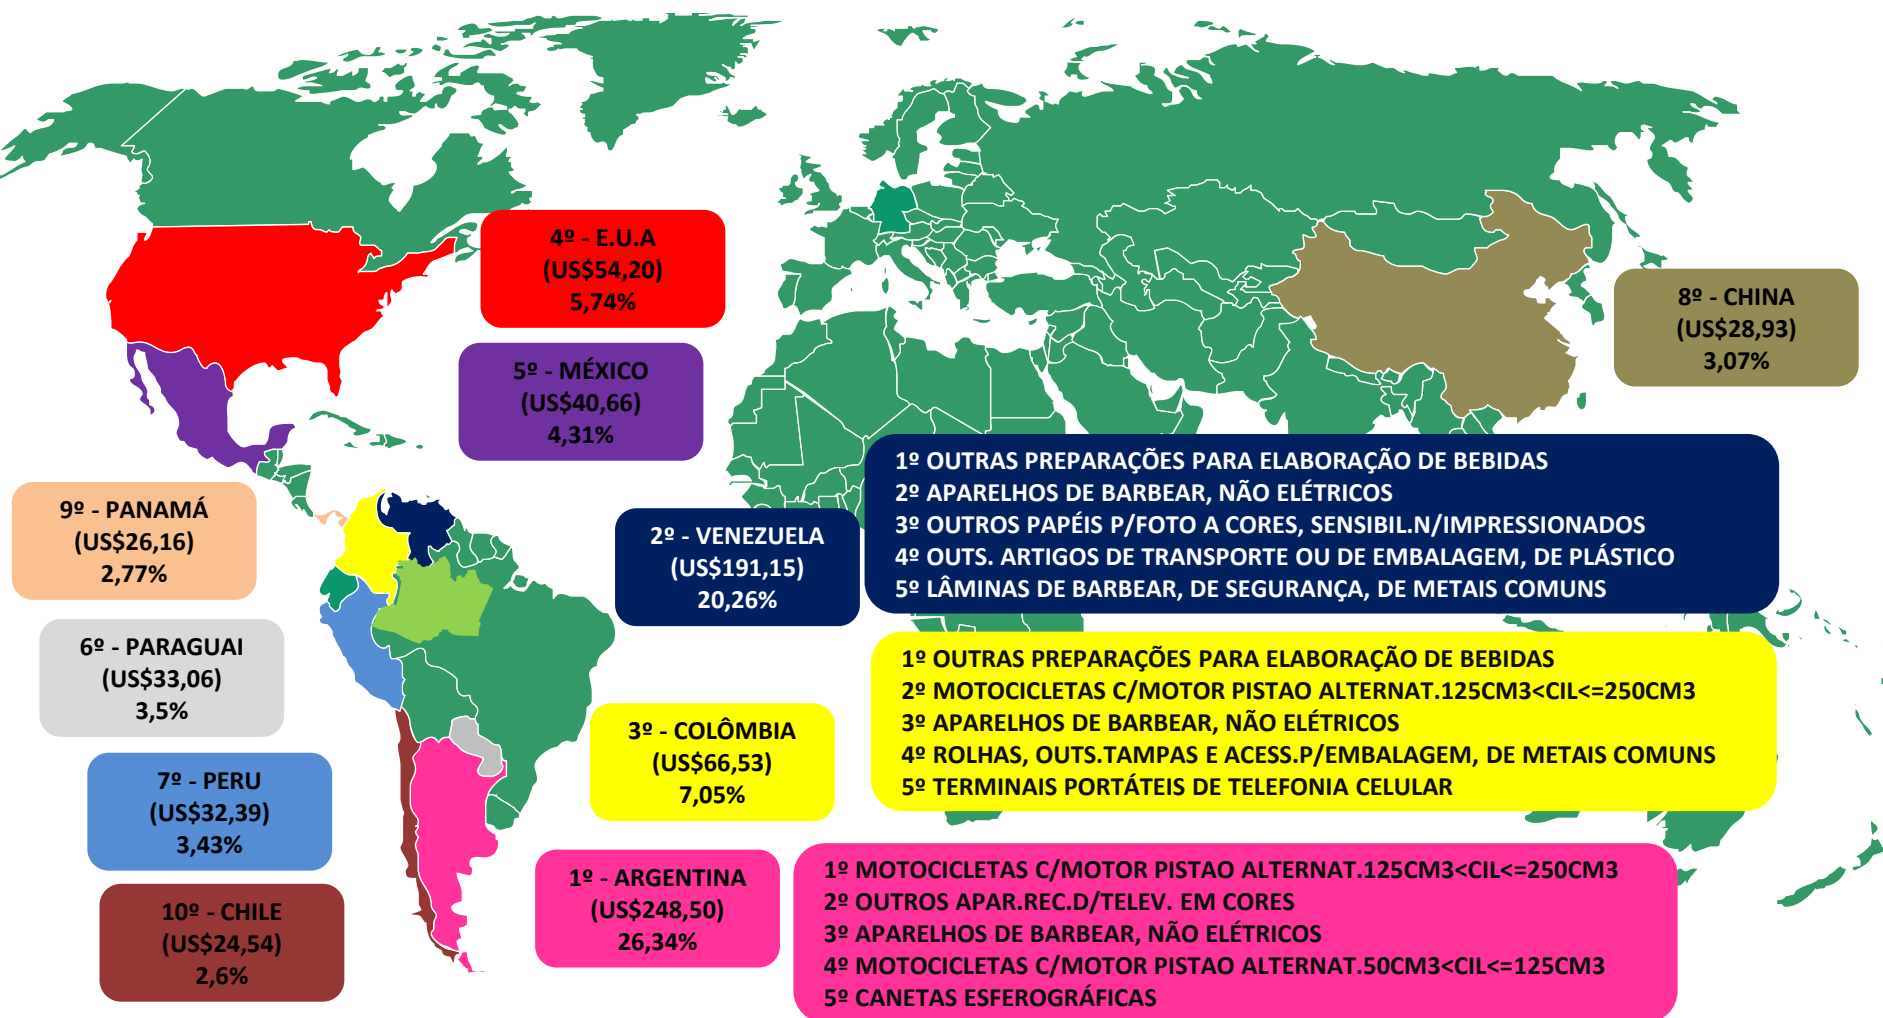 4º - E.U.A
(US$54,20)
5,74%
8º - CHINA
(US$28,93)
3,07%
5º - MÉXICO
(US$40,66)
4,31%
9º - PANAMÁ
(US$26,16)
2,77%
2º - VENEZUELA
(US$191,15)
20,26%
1º OUTRAS PREPARAÇÕES PARA ELABORAÇÃO DE BEBIDAS
2º APARELHOS DE BARBEAR, NÃO ELÉTRICOS
3º OUTROS PAPÉIS P/FOTO A CORES, SENSIBIL.N/IMPRESSIONADOS
4º OUTS. ARTIGOS DE TRANSPORTE OU DE EMBALAGEM, DE PLÁSTICO
5º LÂMINAS DE BARBEAR, DE SEGURANÇA, DE METAIS COMUNS
6º - PARAGUAI
(US$33,06)
3,5%
3º - COLÔMBIA
(US$66,53)
7,05%
1º OUTRAS PREPARAÇÕES PARA ELABORAÇÃO DE BEBIDAS
2º MOTOCICLETAS C/MOTOR PISTAO ALTERNAT.125CM3<CIL<=250CM3
3º APARELHOS DE BARBEAR, NÃO ELÉTRICOS
4º ROLHAS, OUTS.TAMPAS E ACESS.P/EMBALAGEM, DE METAIS COMUNS
5º TERMINAIS PORTÁTEIS DE TELEFONIA CELULAR
7º - PERU
(US$32,39)
3,43%
1º - ARGENTINA
(US$248,50)
26,34%
1º MOTOCICLETAS C/MOTOR PISTAO ALTERNAT.125CM3<CIL<=250CM3
2º OUTROS APAR.REC.D/TELEV. EM CORES
3º APARELHOS DE BARBEAR, NÃO ELÉTRICOS
4º MOTOCICLETAS C/MOTOR PISTAO ALTERNAT.50CM3<CIL<=125CM3
5º CANETAS ESFEROGRÁFICAS
10º - CHILE
(US$24,54)
2,6%